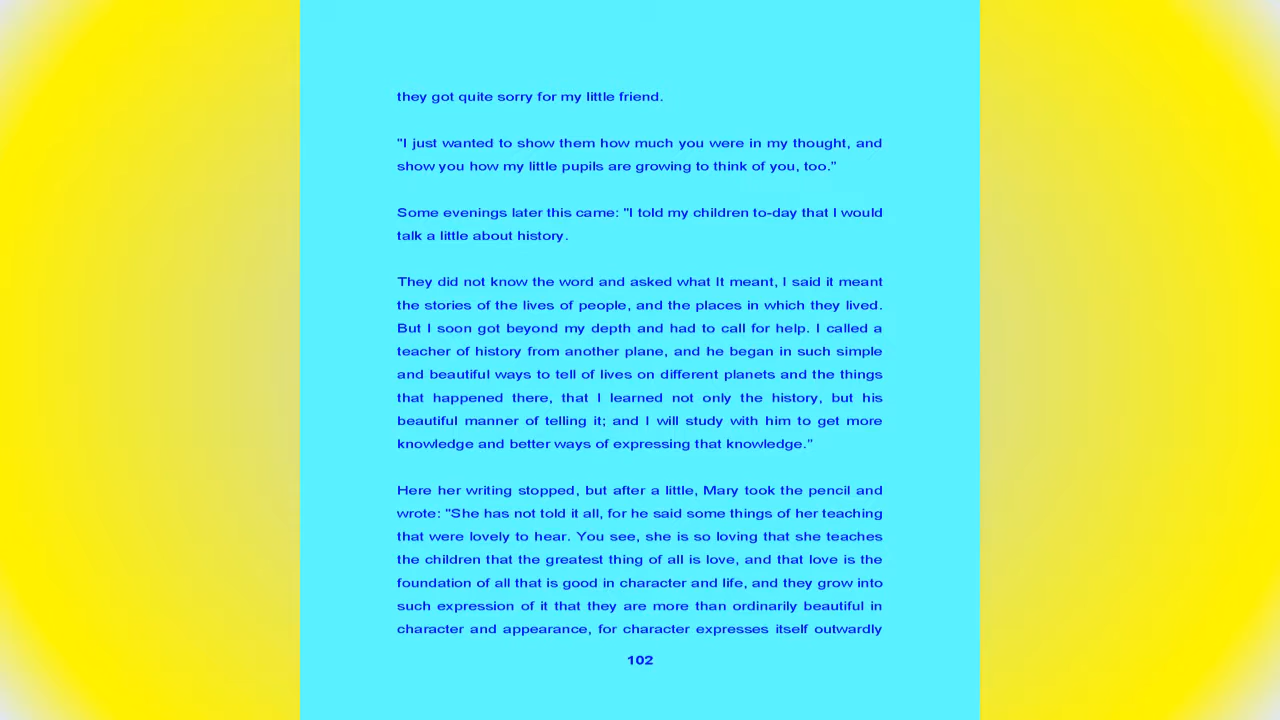 they got quite sorry for my little friend.
"I just wanted to show them how much you were in my thought, and
show you how my little pupils are growing to think of you, too."
Some evenings later this came: "I told my children to-day that I would
talk a little about history.
They did not know the word and asked what It meant, I said it meant
the stories of the lives of people, and the places in which they lived.
But I soon got beyond my depth and had to call for help. I called a
teacher of history from another plane, and he began in such simple
and beautiful ways to tell of lives on different planets and the things
that happened there, that I learned not only the history, but his
beautiful manner of telling it; and I will study with him to get more
knowledge and better ways of expressing that knowledge."
Here her writing stopped, but after a little, Mary took the pencil and
wrote: "She has not told it all, for he said some things of her teaching
that were lovely to hear. You see, she is so loving that she teaches
the children that the greatest thing of all is love, and that love is the
foundation of all that is good in character and life, and they grow into
such expression of it that they are more than ordinarily beautiful in
character and appearance, for character expresses itself outwardly
102